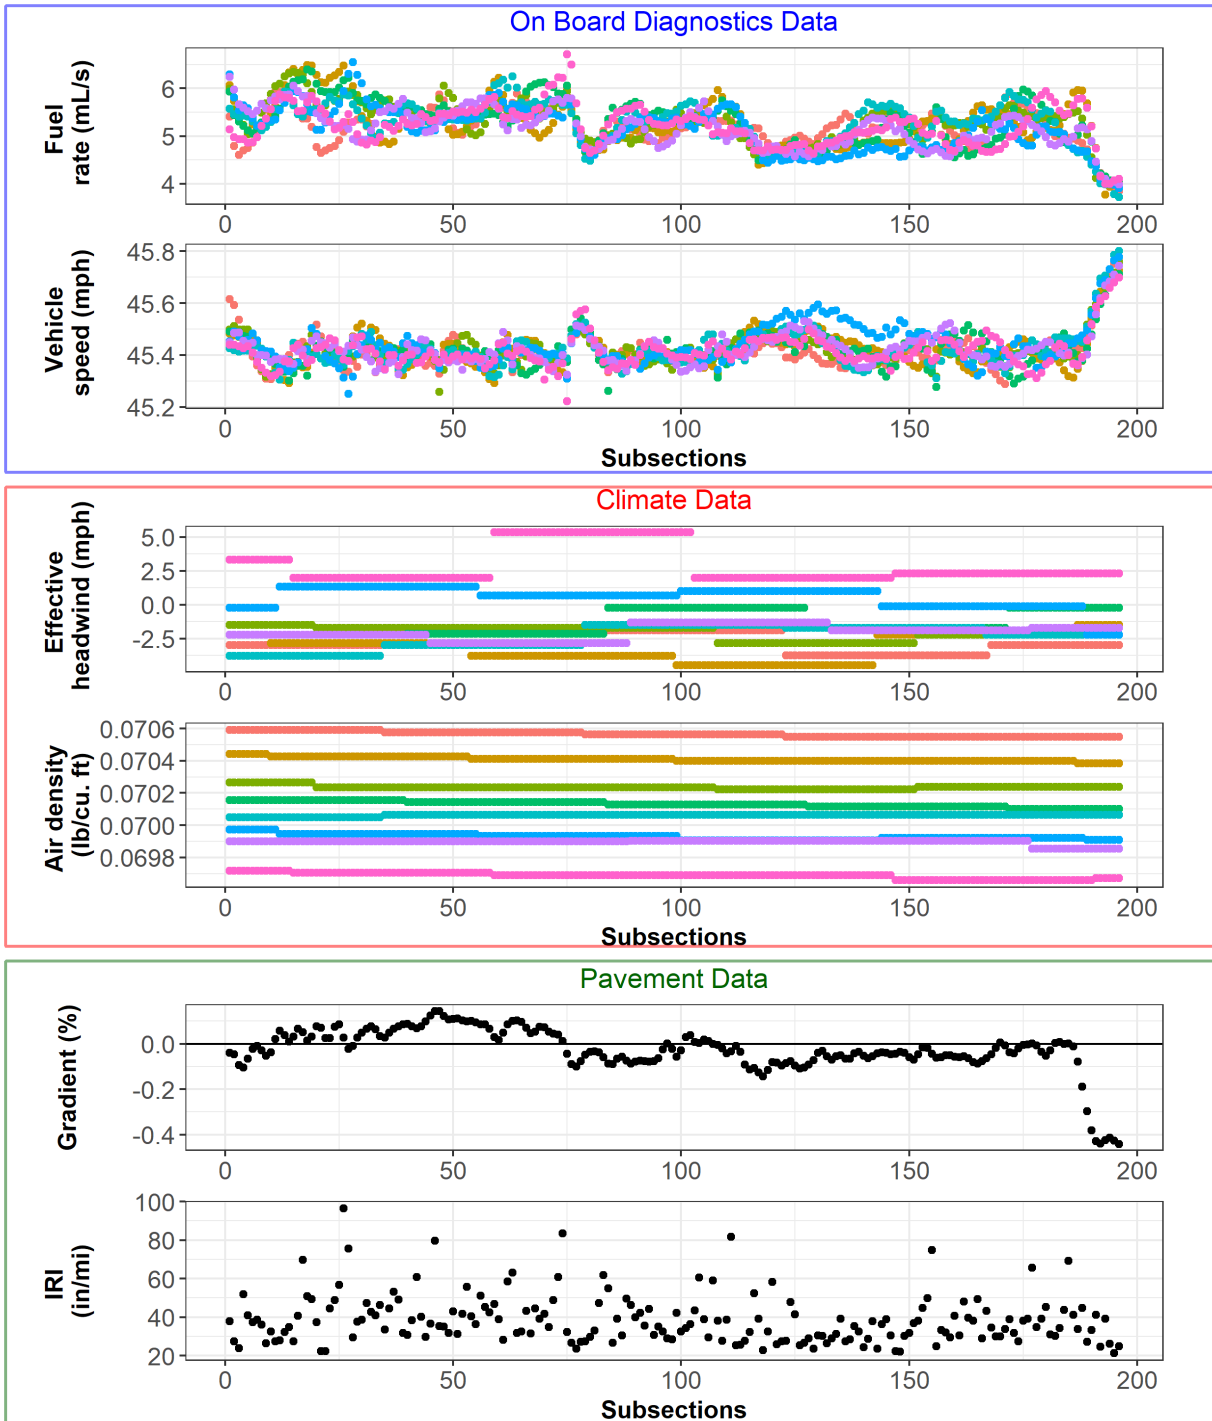 On Board Diagnostics Data
Fuel
rate (mL/s)
6
5
4
0 50 100 150 200
Vehicle
speed (mph)
45.8
45.6
45.4
45.2
0 50 100 150 200
Subsections
Climate Data
Effective
headwind (mph)
5.0
2.5
0.0
-2.5
0 50 100 150 200
Air density
(lb/cu. ft)
0.0706
0.0704
0.0702
0.0700
0.0698
0 50 100 150 200
Subsections
Pavement Data
Gradient (%)
0.0
-0.2
-0.4
0 50 100 150 200
IRI
(in/mi)
100
80
60
40
20
0 50 100 150 200
Subsections